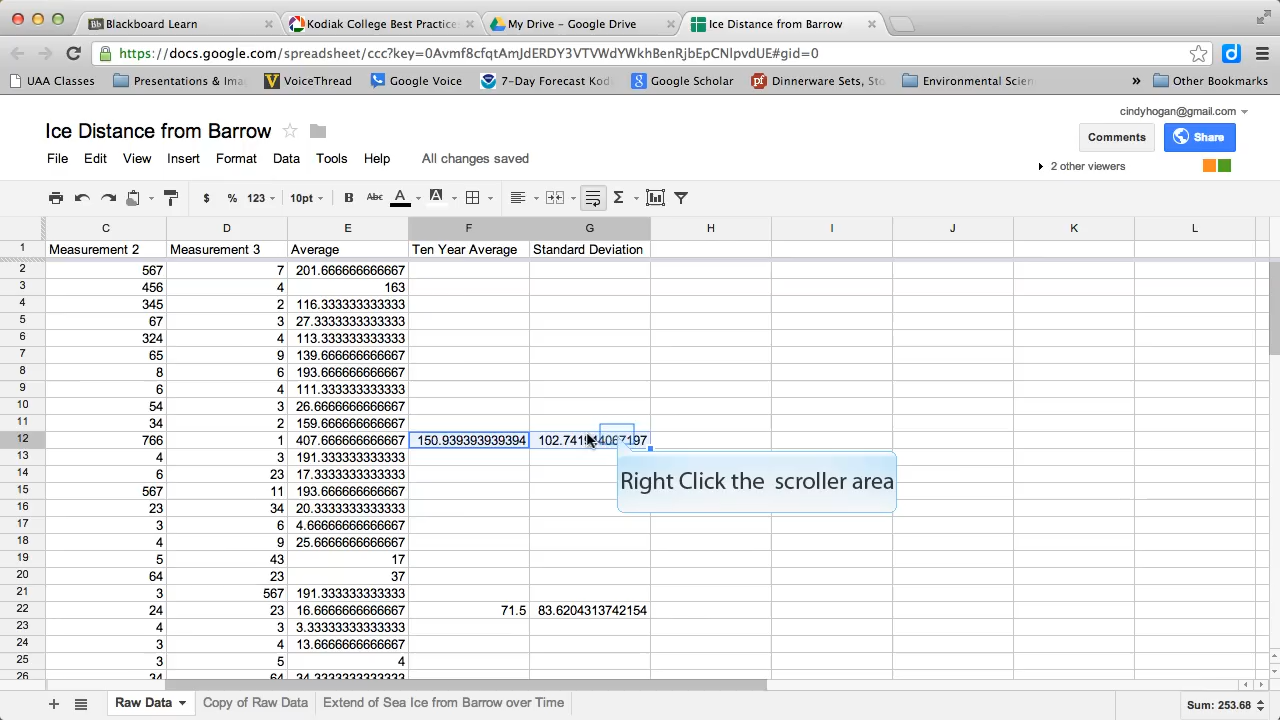 Blackboard Learn
Kodiak College Best Practice
My Drive – Google Drive
Ice Distance from Barrow
https://docs.google.com/spreadsheet/ccc?key=0Avmf8cfqtAmJdERDY3VTVWdYWkhBenRjbEpCNlpvdUE#gid=0
UAA Classes
Presentations & Ima
VoiceThread
Google Voice
7-Day Forecast Kodi
Google Scholar
Dinnerware Sets, Sto
Environmental Scien
»
Other Bookmarks
cindyhogan@gmail.com
Ice Distance from Barrow
Comments
Share
File Edit View Insert Format Data Tools Help All changes saved
2 other viewers
$ % 123 10pt B Abc A A Σ
C D E F G H I J K L
1 Measurement 2 Measurement 3 Average Ten Year Average Standard Deviation
2 567 7 201.666666666667
3 456 4 163
4 345 2 116.333333333333
5 67 3 27.3333333333333
6 324 4 113.333333333333
7 65 9 139.666666666667
8 8 6 193.666666666667
9 6 4 111.333333333333
10 54 3 26.6666666666667
11 34 2 159.666666666667
12 766 1 407.666666666667 150.939393939394
13 4 3 191.333333333333
14 6 23 17.3333333333333
15 567 11 193.666666666667
16 23 34 20.3333333333333
17 3 6 4.66666666666667
18 4 9 25.6666666666667
19 5 43 17
20 64 23 37
21 3 567 191.333333333333
22 24 23 16.6666666666667 71.5 83.6204313742154
23 4 3 3.33333333333333
24 3 4 13.6666666666667
25 3 5 4
26 34 64 34.3333333333333
Right Click the scroller area
Raw Data
Copy of Raw Data
Extend of Sea Ice from Barrow over Time
Sum: 253.68